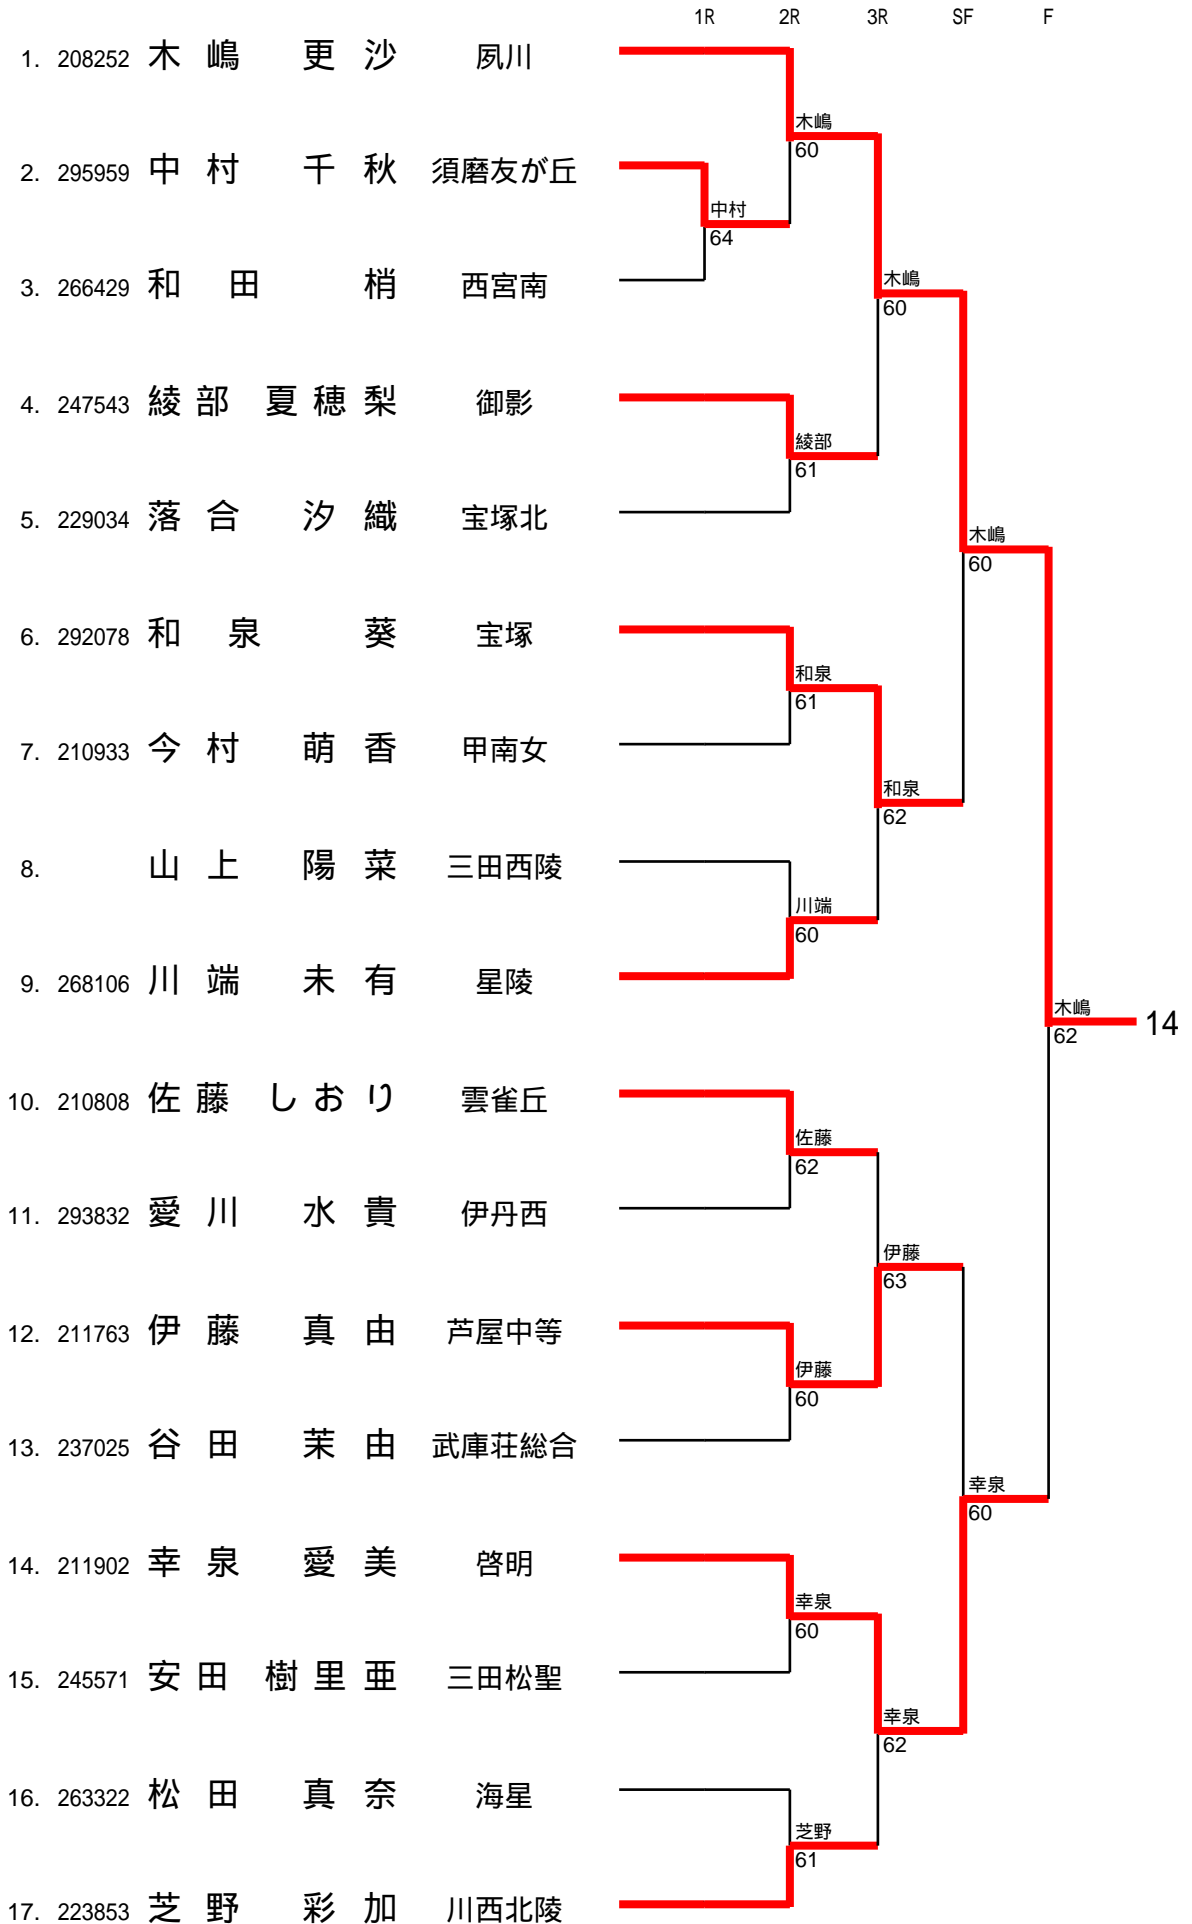 1R 2R 3R SF F
1. 208252 木嶋 更沙 夙川
木嶋
60
2. 295959 中村 千秋 須磨友が丘
中村
64
3. 266429 和田 梢 西宮南
木嶋
60
4. 247543 綾部 夏穂梨 御影
綾部
61
5. 229034 落合 汐織 宝塚北
木嶋
60
6. 292078 和泉 葵 宝塚
和泉
61
7. 210933 今村 萌香 甲南女
和泉
62
8. 山上 陽菜 三田西陵
川端
60
9. 268106 川端 未有 星陵
木嶋
62
14
10. 210808 佐藤 しおり 雲雀丘
佐藤
62
11. 293832 愛川 水貴 伊丹西
伊藤
63
12. 211763 伊藤 真由 芦屋中等
伊藤
60
13. 237025 谷田 茉由 武庫荘総合
幸泉
60
14. 211902 幸泉 愛美 啓明
幸泉
60
15. 245571 安田 樹里亜 三田松聖
幸泉
62
16. 263322 松田 真奈 海星
芝野
61
17. 223853 芝野 彩加 川西北陵